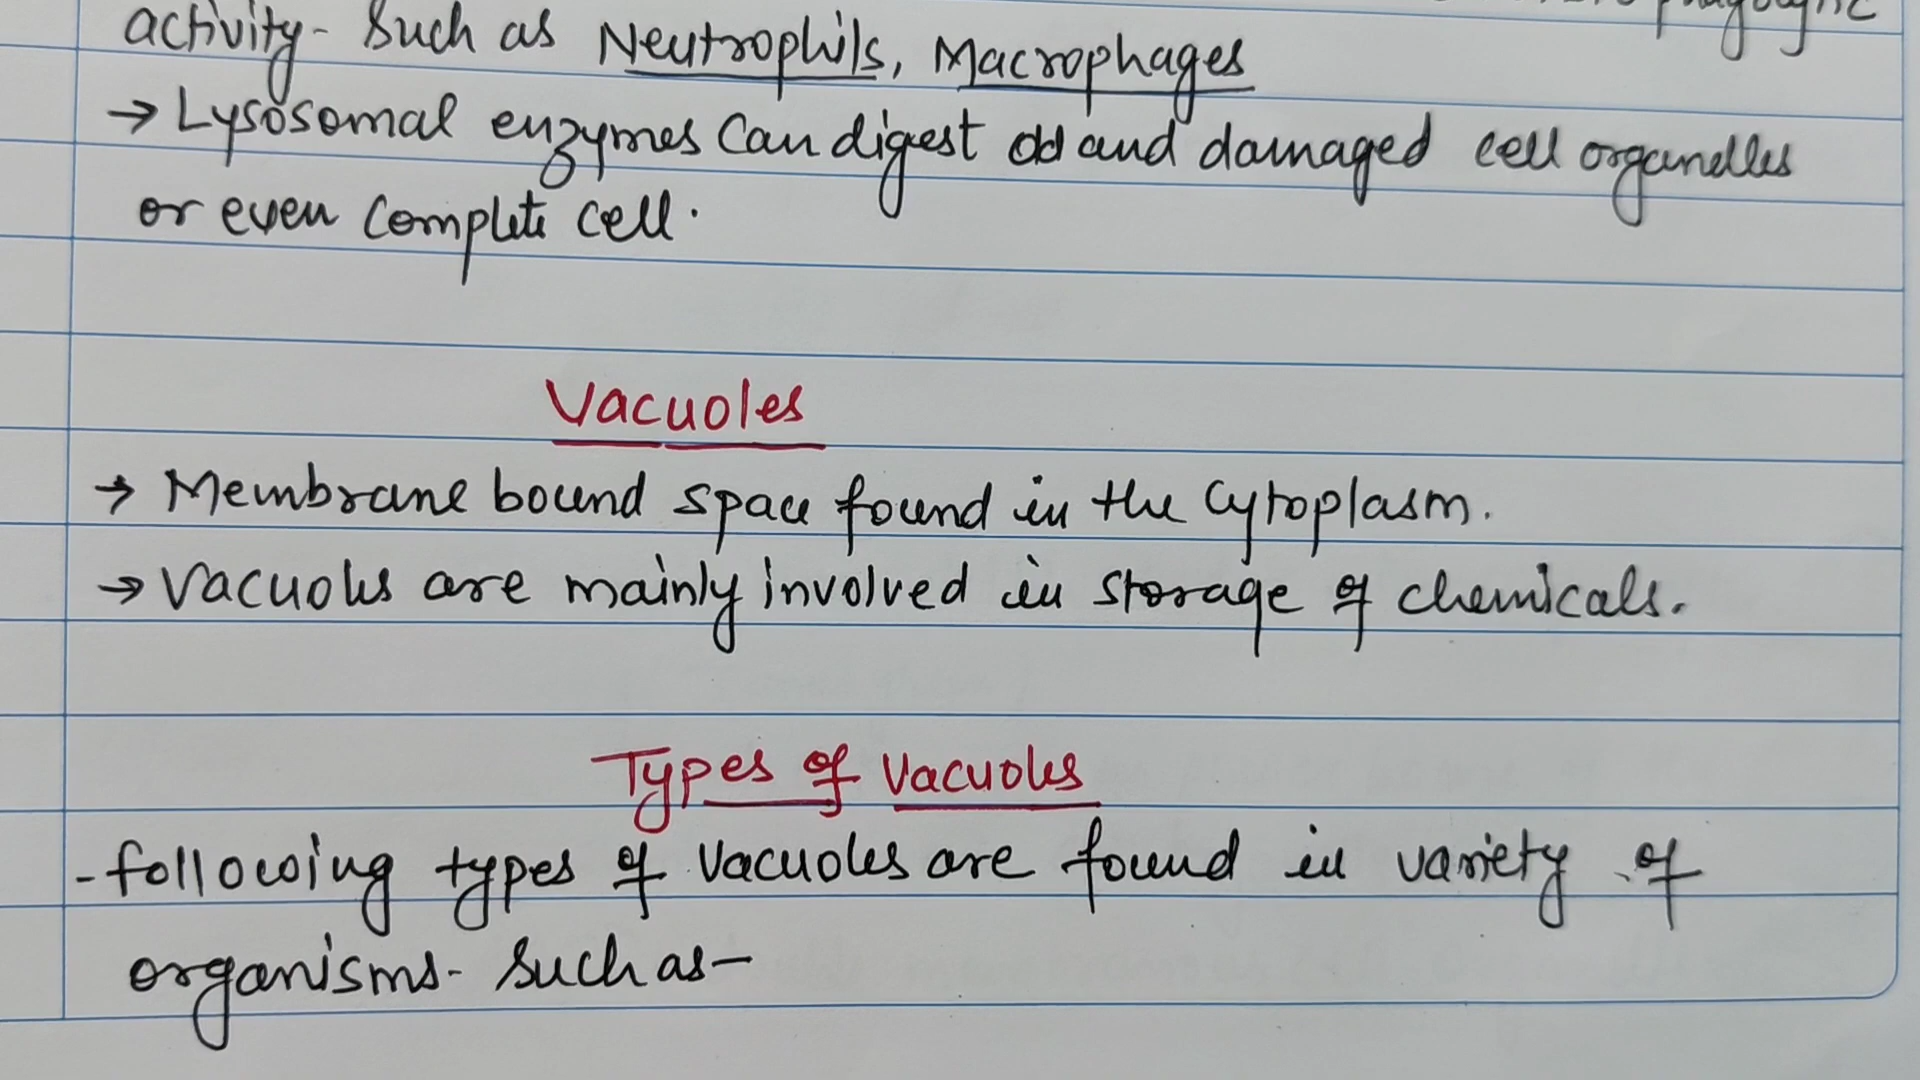 phagocytic
activity- Such as Neutrophils, Macrophages
→ Lysosomal enzymes Can digest old and damaged cell organelles
or even Complete cell.
Vacuoles
→ Membrane bound space found in the Cytoplasm.
→ Vacuoles are mainly involved in storage of chemicals.
Types of Vacuoles
- following types of Vacuoles are found in variety of
organisms- Such as—